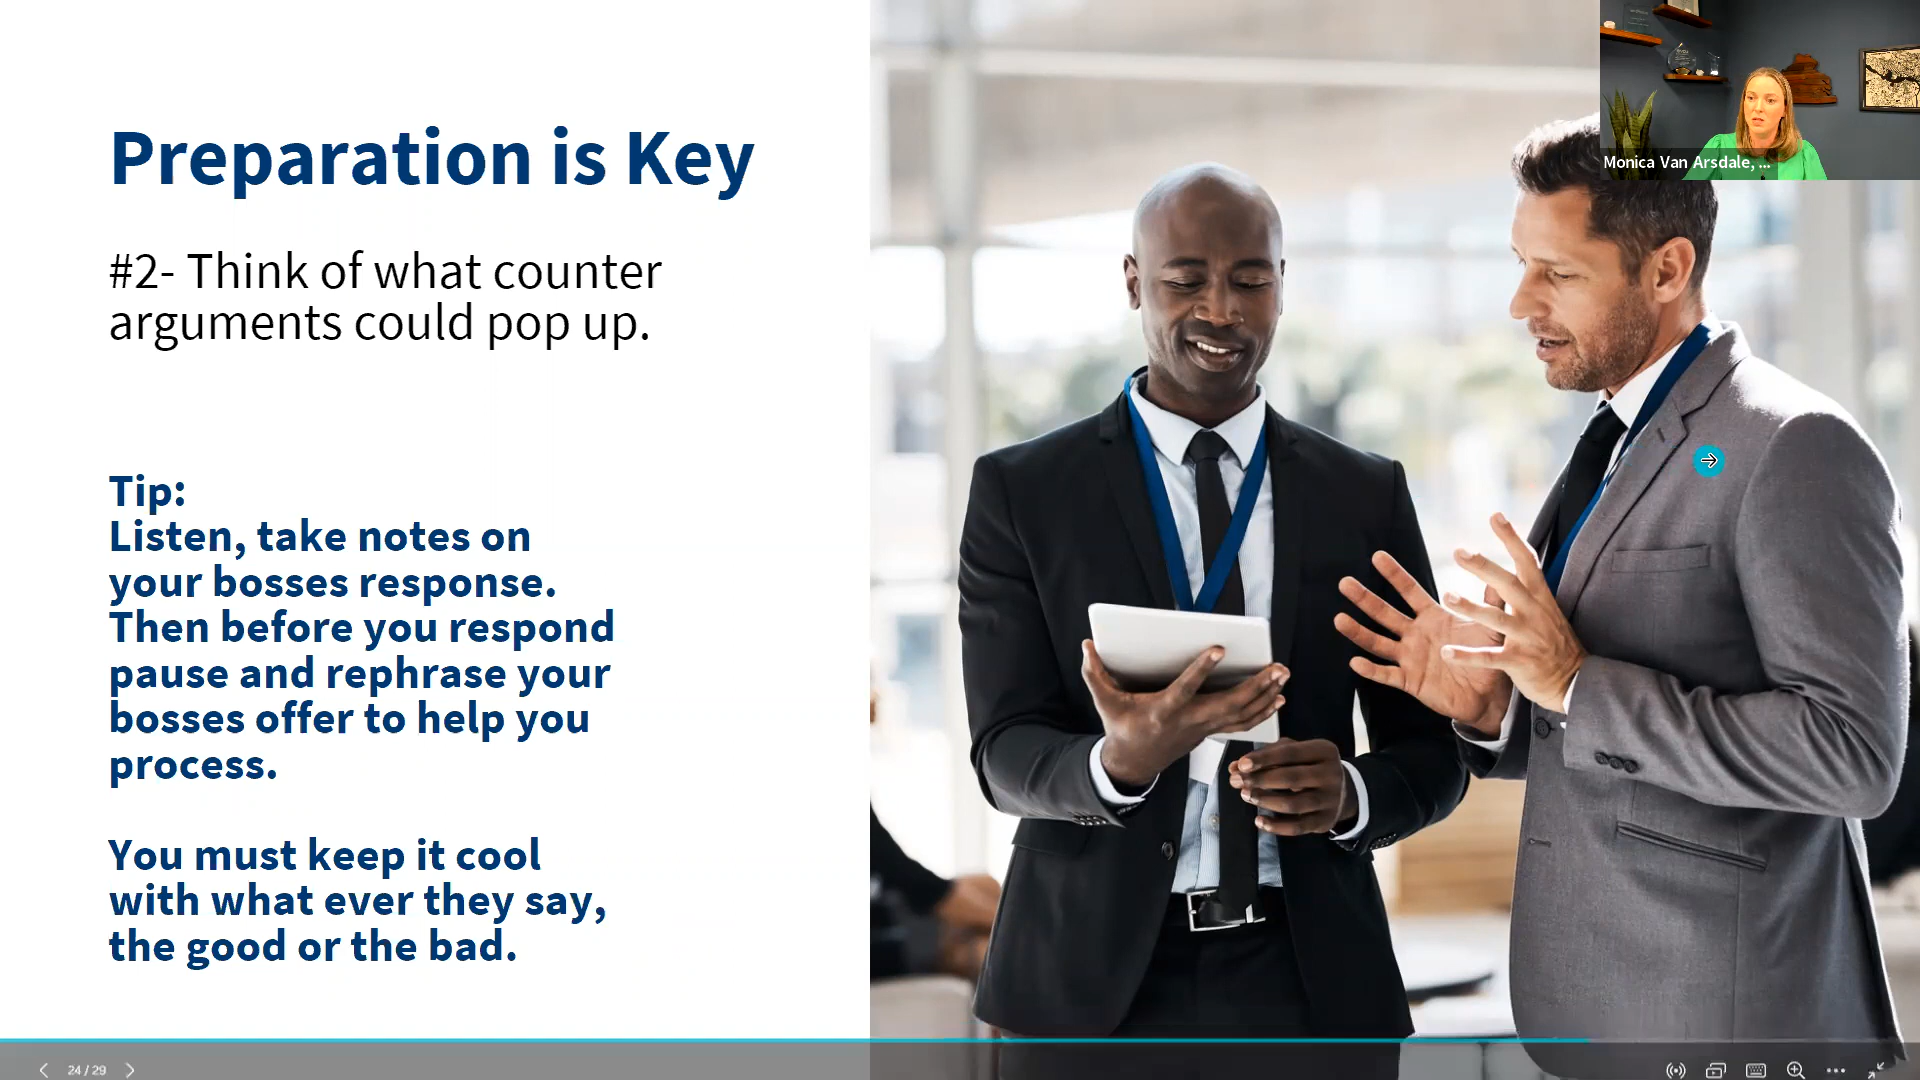 Preparation is Key
#2- Think of what counter
arguments could pop up.
Tip:
Listen, take notes on
your bosses response.
Then before you respond
pause and rephrase your
bosses offer to help you
process.
You must keep it cool
with what ever they say,
the good or the bad.
Monica Van Arsdale, ...
24 / 29